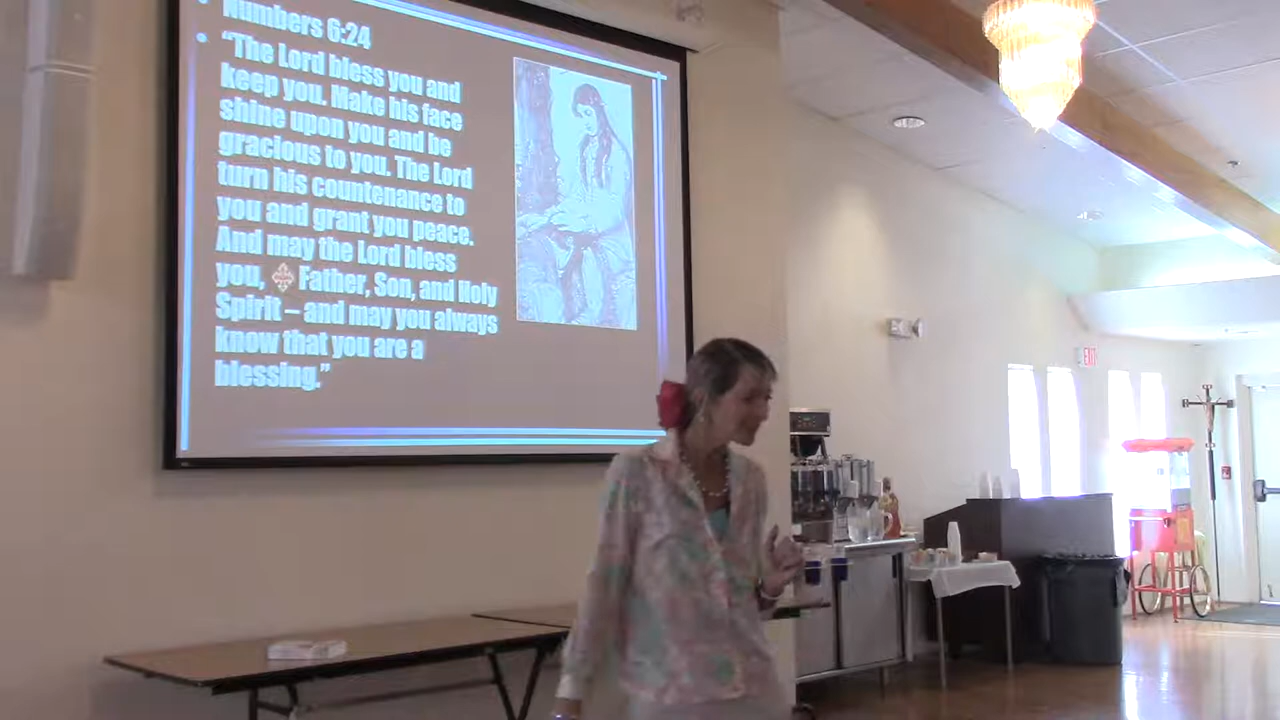 Numbers 6:24
"The Lord bless you and
keep you. Make his face
shine upon you and be
gracious to you. The Lord
turn his countenance to
you and grant you peace.
And may the Lord bless
you, Father, Son, and Holy
Spirit – and may you always
know that you are a
blessing."
EXIT